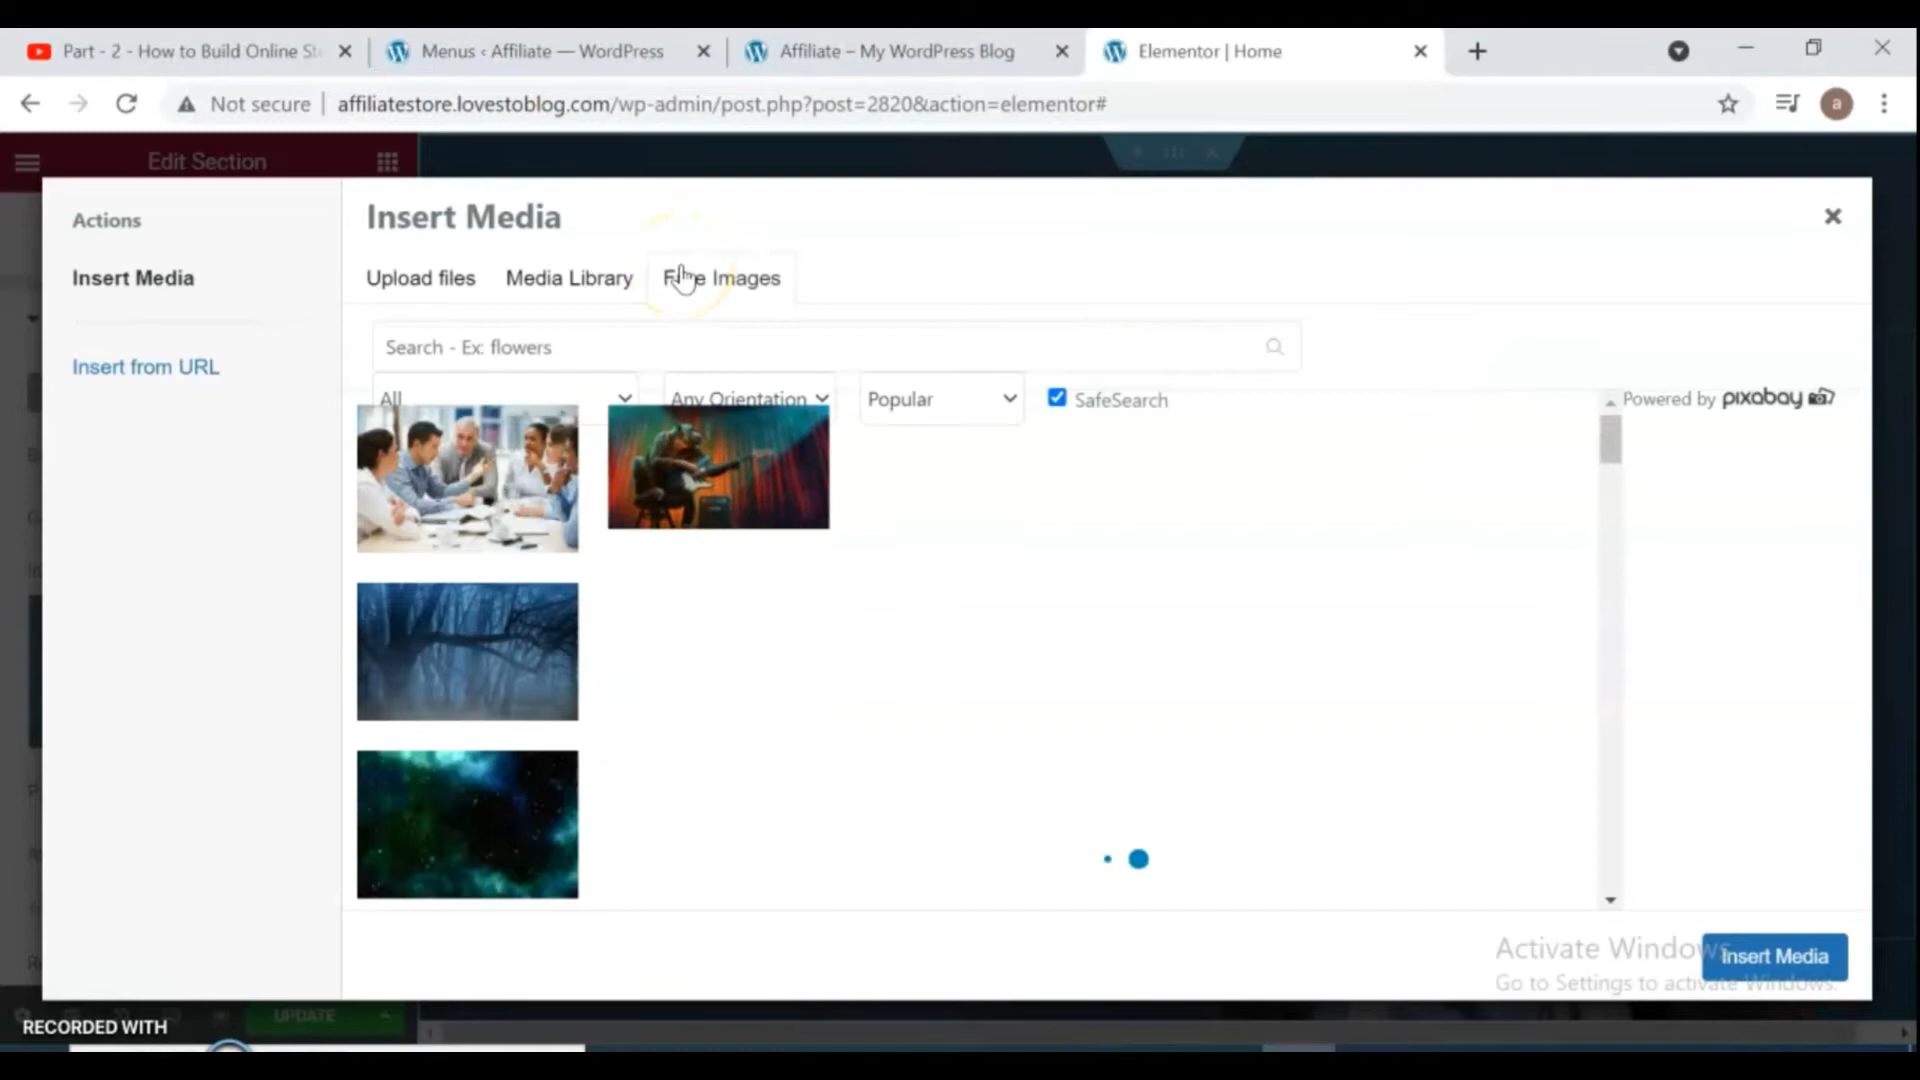 Part - 2 - How to Build Online St
Menus ‹ Affiliate — WordPress
Affiliate – My WordPress Blog
Elementor | Home
Not secure
affiliatestore.lovestoblog.com/wp-admin/post.php?post=2820&action=elementor#
a
Edit Section
Actions
Insert Media
Insert from URL
Insert Media
Upload files
Media Library
Free Images
Search - Ex: flowers
All
Any Orientation
Popular
SafeSearch
Powered by pixabay
Activate Windows
Go to Settings to activate Windows.
Insert Media
UPDATE
RECORDED WITH